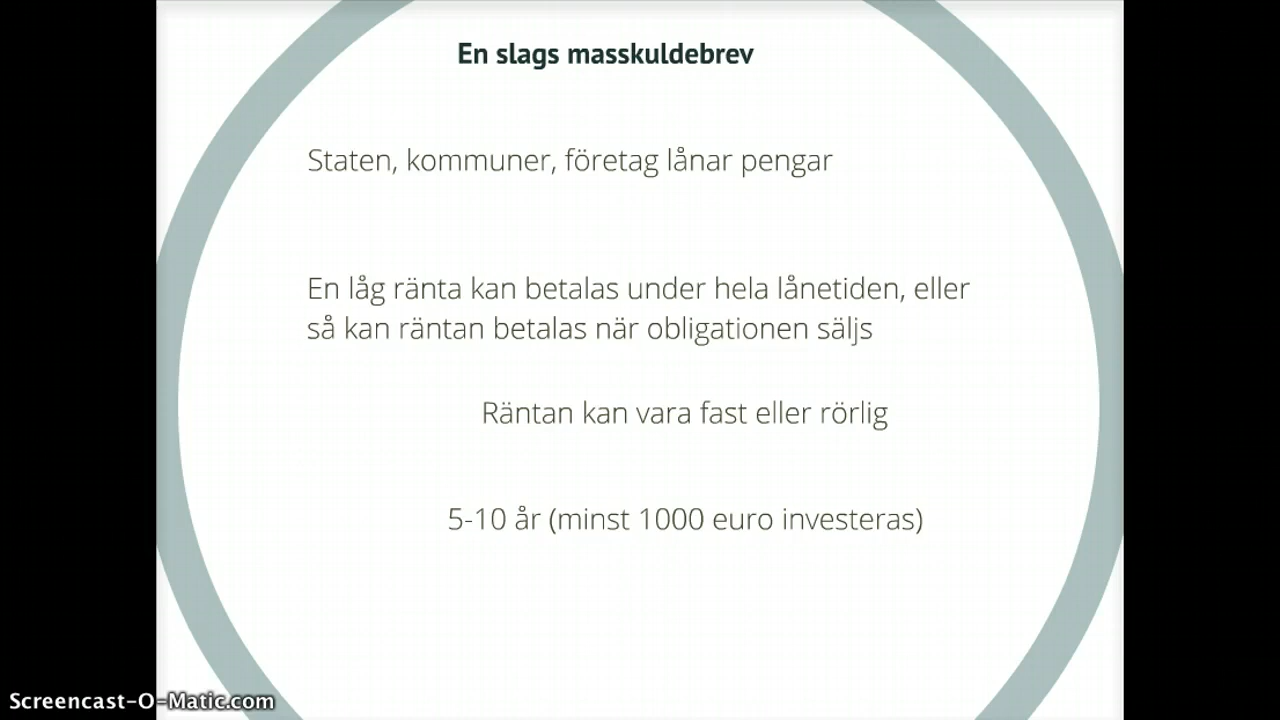 En slags masskuldebrev
Staten, kommuner, företag lånar pengar
En låg ränta kan betalas under hela lånetiden, eller
så kan räntan betalas när obligationen säljs
Räntan kan vara fast eller rörlig
5-10 år (minst 1000 euro investeras)
Screencast-O-Matic.com